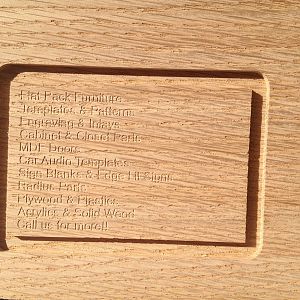 Flat Pack Furniture
Templates & Patterns
Engraving & Inlays
Cabinet & Closet Parts
MDF Doors
Car Audio Templates
Sign Blanks & Edge Lit Signs
Radius Parts
Plywood & Plastics
Acrylics & Solid Wood
Call us for more!!